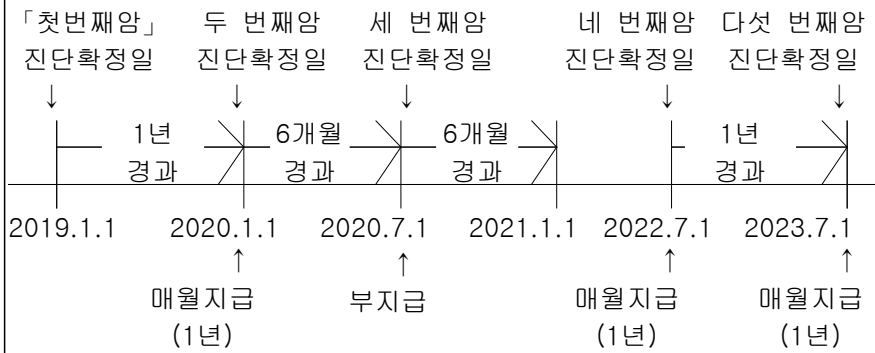 「첫번째암」 두 번째암 세 번째암 네 번째암 다섯 번째암
진단확정일 진단확정일 진단확정일 진단확정일 진단확정일
↓ ↓ ↓ ↓ ↓
1년 6개월 6개월 1년
경과 경과 경과 경과
2019.1.1 2020.1.1 2020.7.1 2021.1.1 2022.7.1 2023.7.1
↑ ↑ ↑ ↑
매월지급 부지급 매월지급 매월지급
(1년) (1년) (1년)